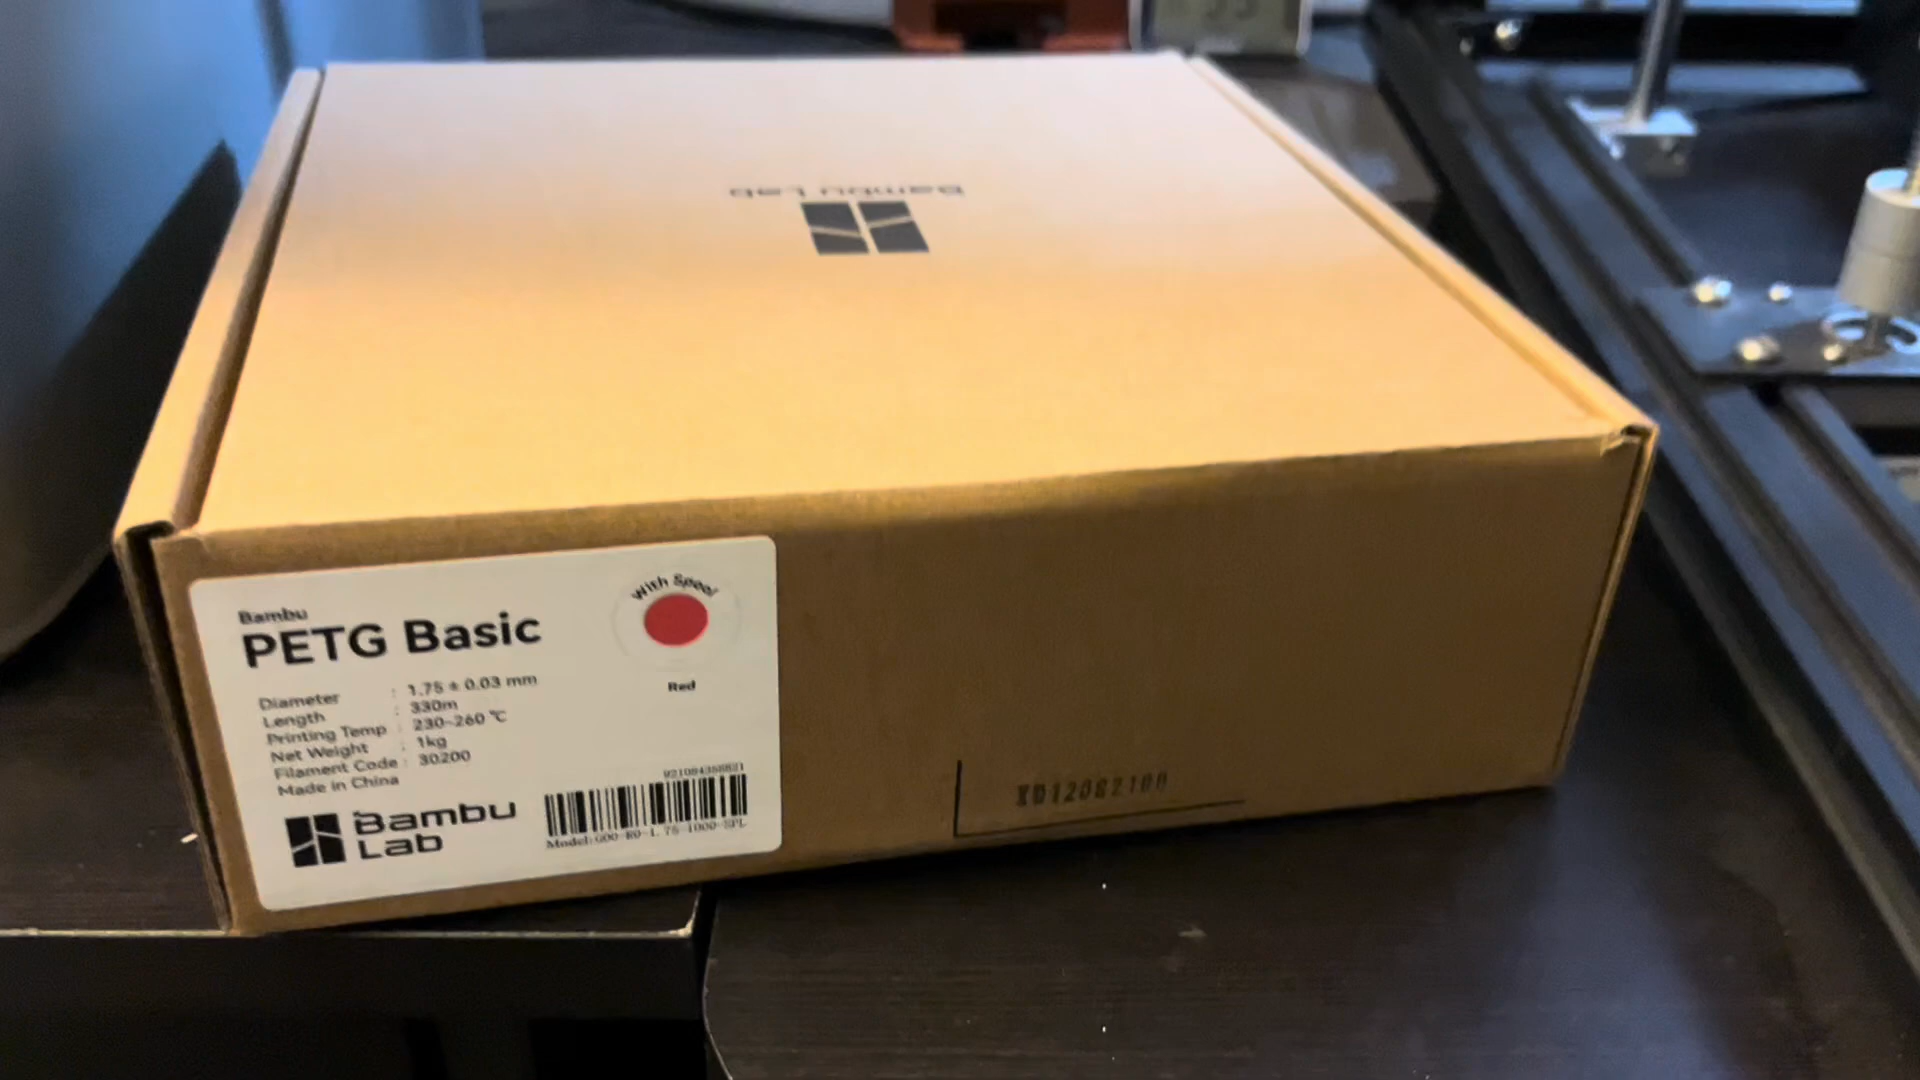 Bambu Lab
Bambu
PETG Basic
With Spool
Red
Diameter : 1.75 ± 0.03 mm
Length : 330m
Printing Temp : 230~260 ℃
Net Weight : 1kg
Filament Code : 30200
Made in China
Bambu
Lab